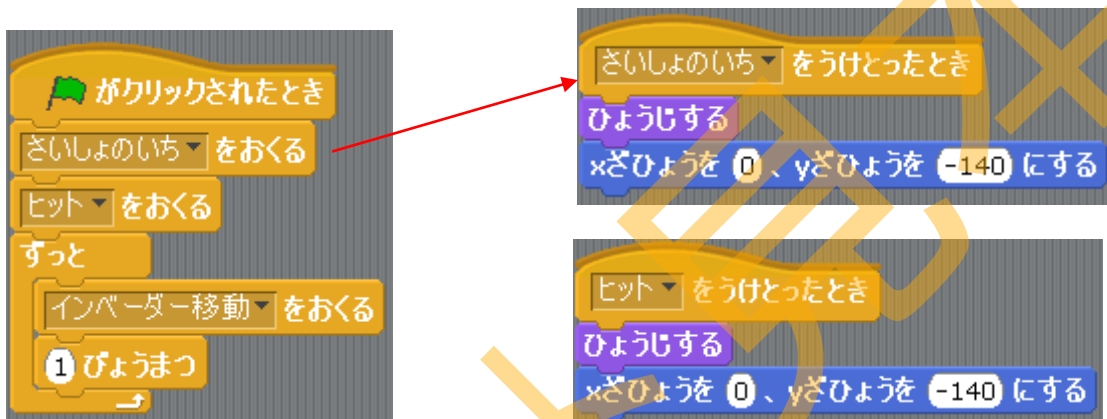 がクリックされたとき
さいしょのいち をおくる
ヒット をおくる
ずっと
インベーダー移動 をおくる
1 びょうまつ
さいしょのいち をうけとったとき
ひょうじする
xざひょうを 0 、yざひょうを -140 にする
ヒット をうけとったとき
ひょうじする
xざひょうを 0 、yざひょうを -140 にする